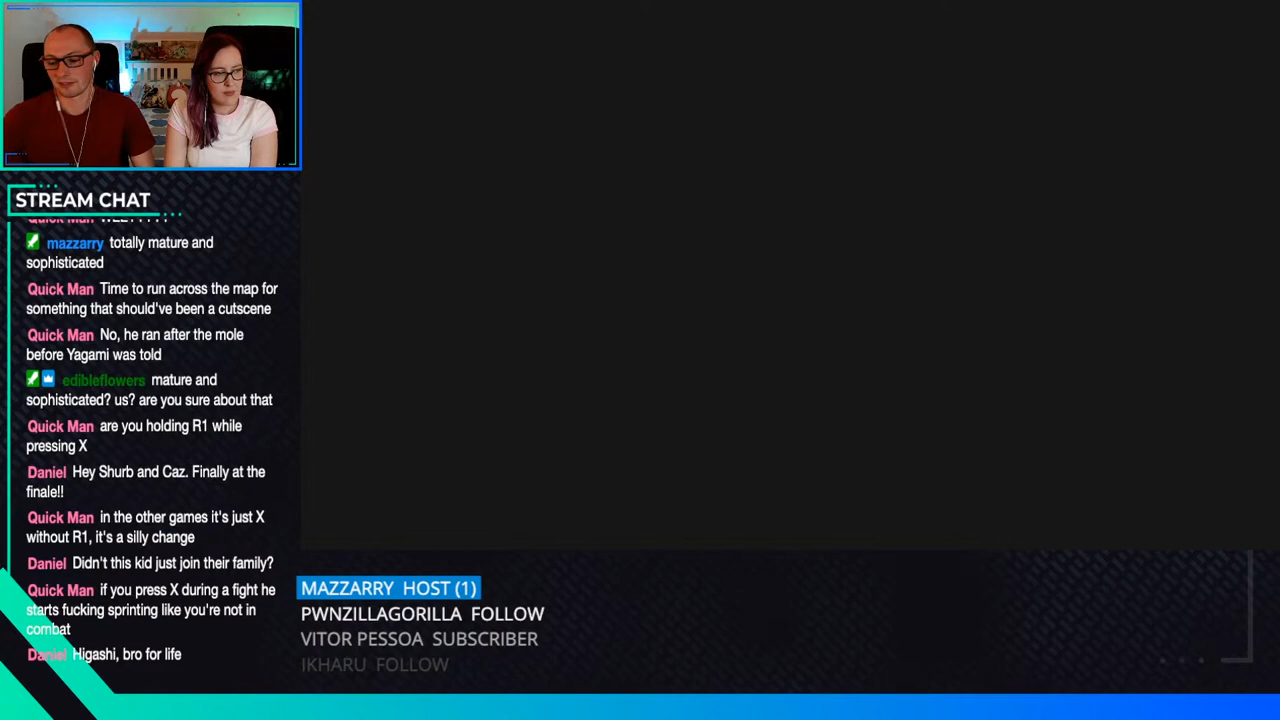 STREAM CHAT
mazzarry totally mature and
sophisticated
Quick Man Time to run across the map for
something that should've been a cutscene
Quick Man No, he ran after the mole
before Yagami was told
edibleflowers mature and
sophisticated? us? are you sure about that
Quick Man are you holding R1 while
pressing X
Daniel Hey Shurb and Caz. Finally at the
finale!!
Quick Man in the other games it's just X
without R1, it's a silly change
Daniel Didn't this kid just join their family?
Quick Man if you press X during a fight he
starts fucking sprinting like you're not in
combat
Daniel Higashi, bro for life
MAZZARRY HOST (1)
PWNZILLAGORILLA FOLLOW
VITOR PESSOA SUBSCRIBER
IKHARU FOLLOW